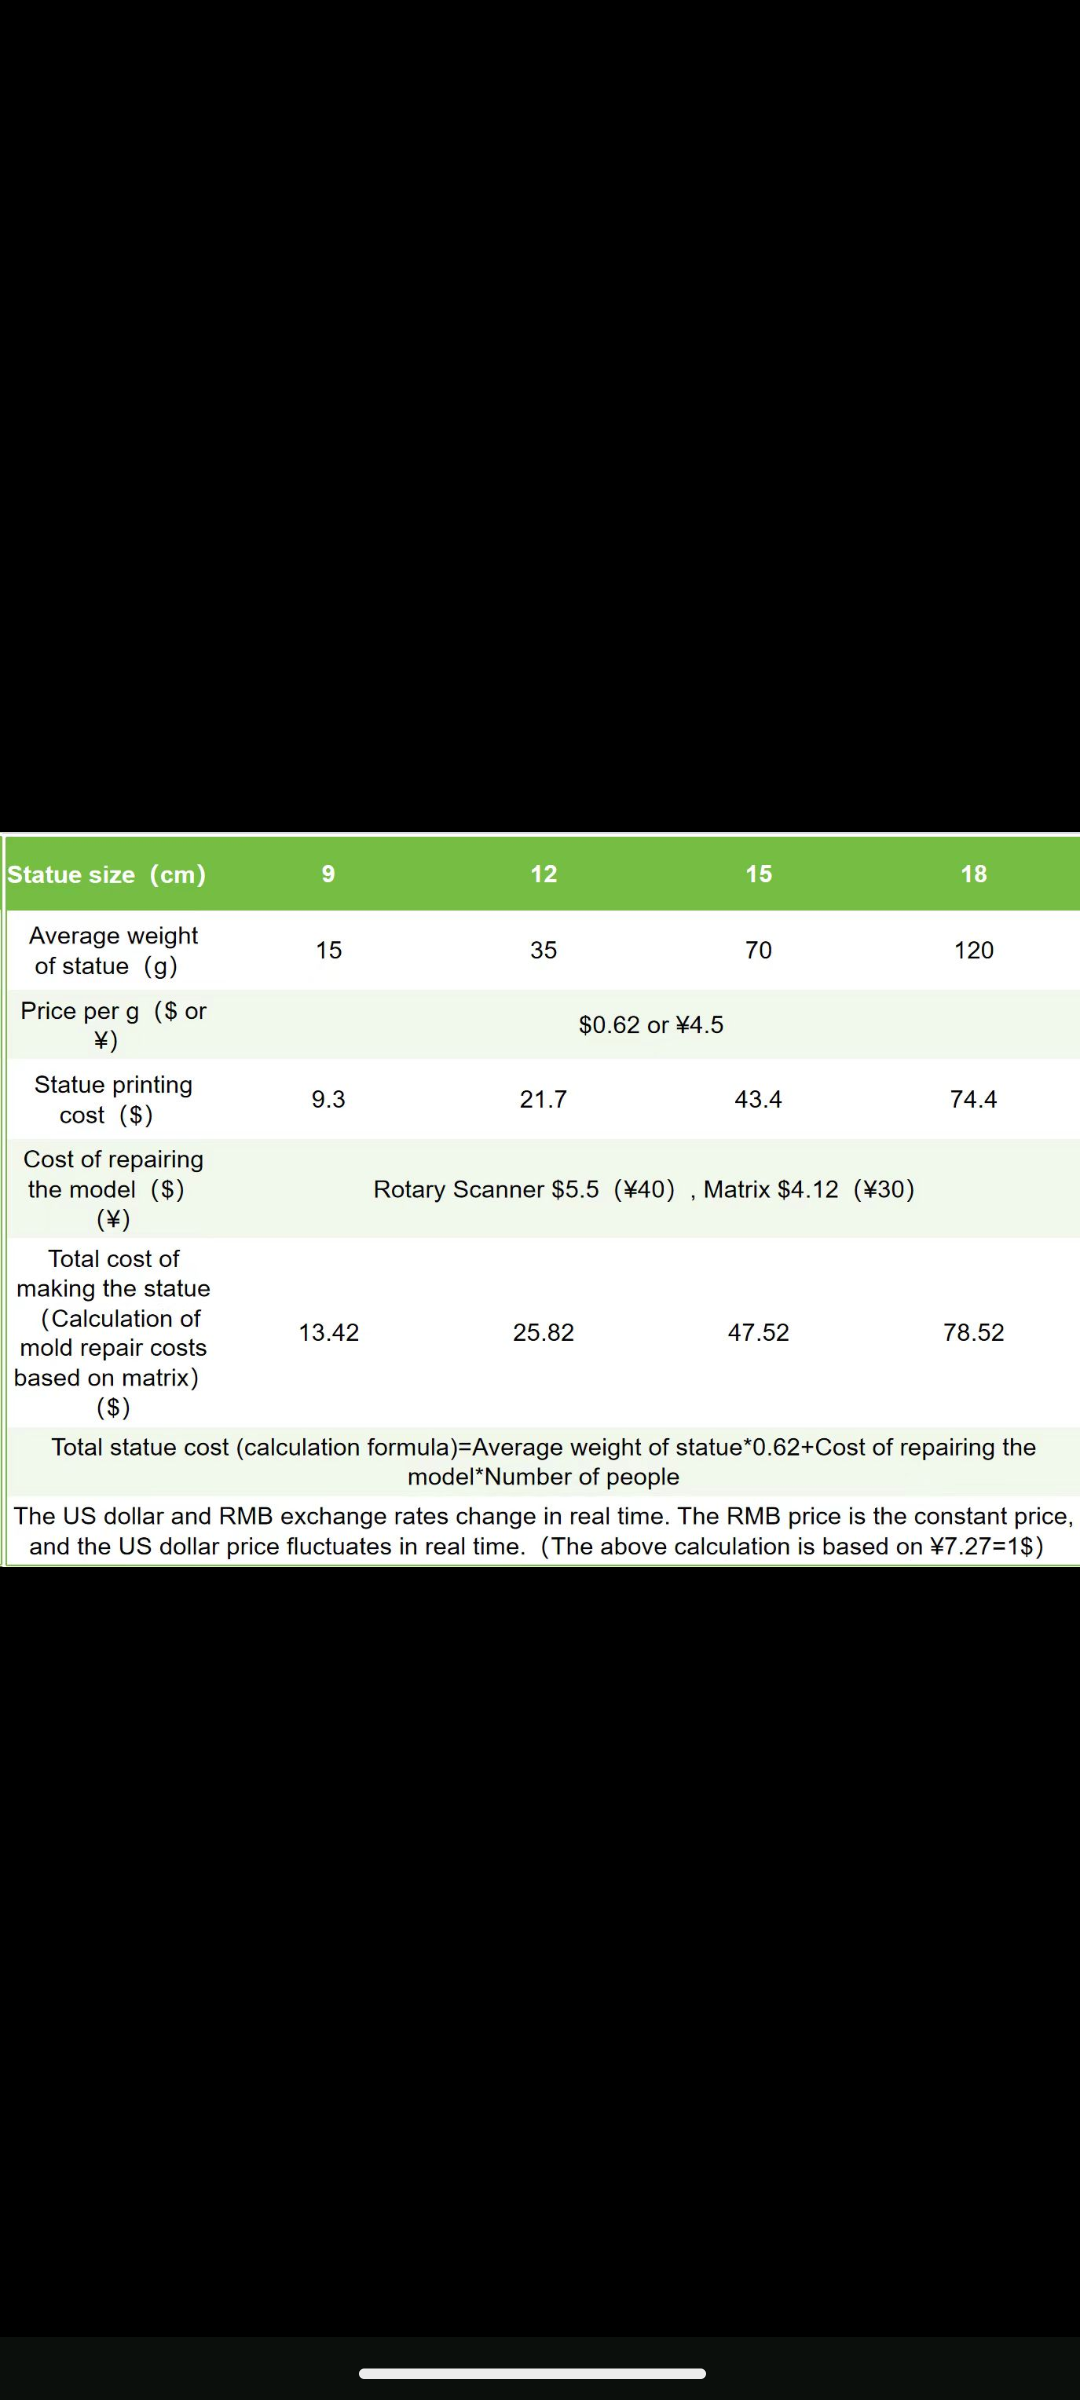 Statue size（cm） 9 12 15 18
Average weight
of statue（g） 15 35 70 120
Price per g（$ or
¥） $0.62 or ¥4.5
Statue printing
cost（$） 9.3 21.7 43.4 74.4
Cost of repairing
the model（$）
(¥) Rotary Scanner $5.5（¥40）, Matrix $4.12（¥30）
Total cost of
making the statue
（Calculation of
mold repair costs
based on matrix）
($) 13.42 25.82 47.52 78.52
Total statue cost (calculation formula)=Average weight of statue*0.62+Cost of repairing the
model*Number of people
The US dollar and RMB exchange rates change in real time. The RMB price is the constant price,
and the US dollar price fluctuates in real time.（The above calculation is based on ¥7.27=1$）